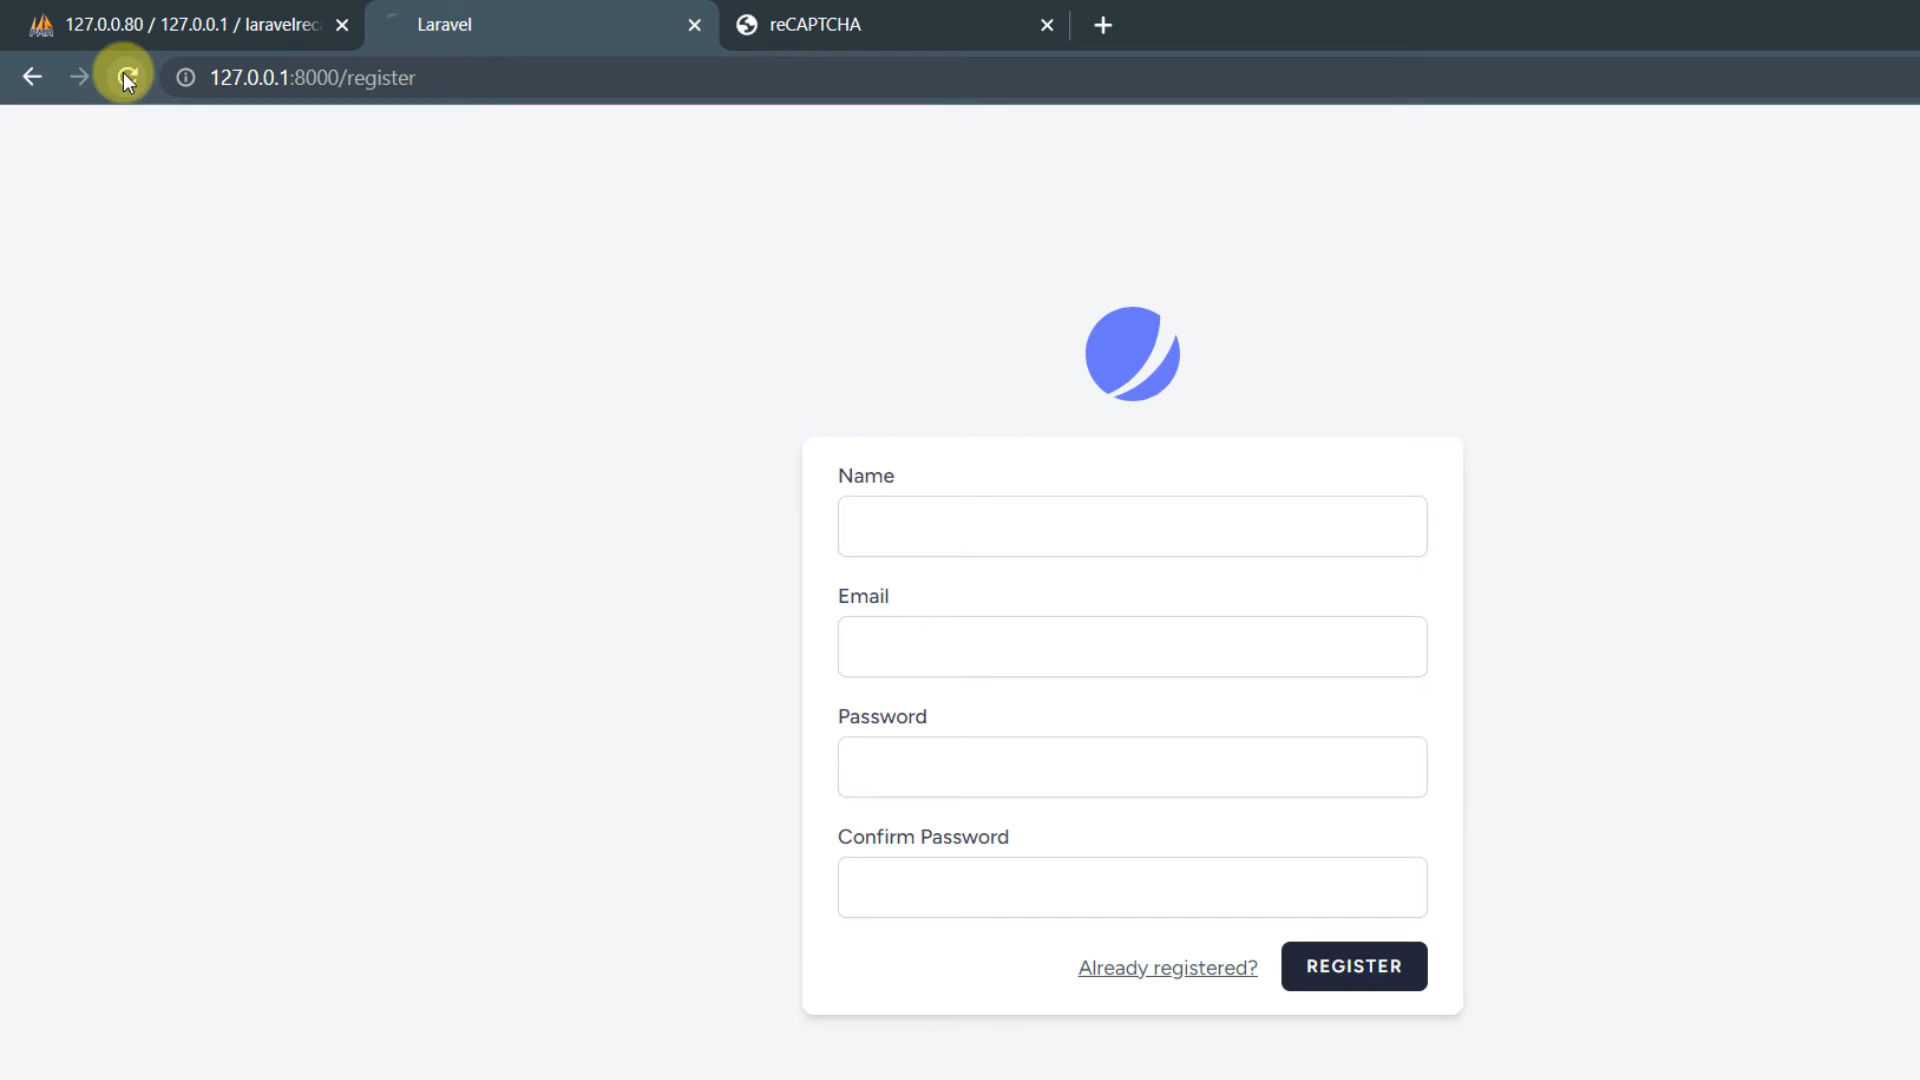 127.0.0.80 / 127.0.0.1 / laravelrec
Laravel
reCAPTCHA
127.0.0.1:8000/register
Name
Email
Password
Confirm Password
Already registered?
REGISTER